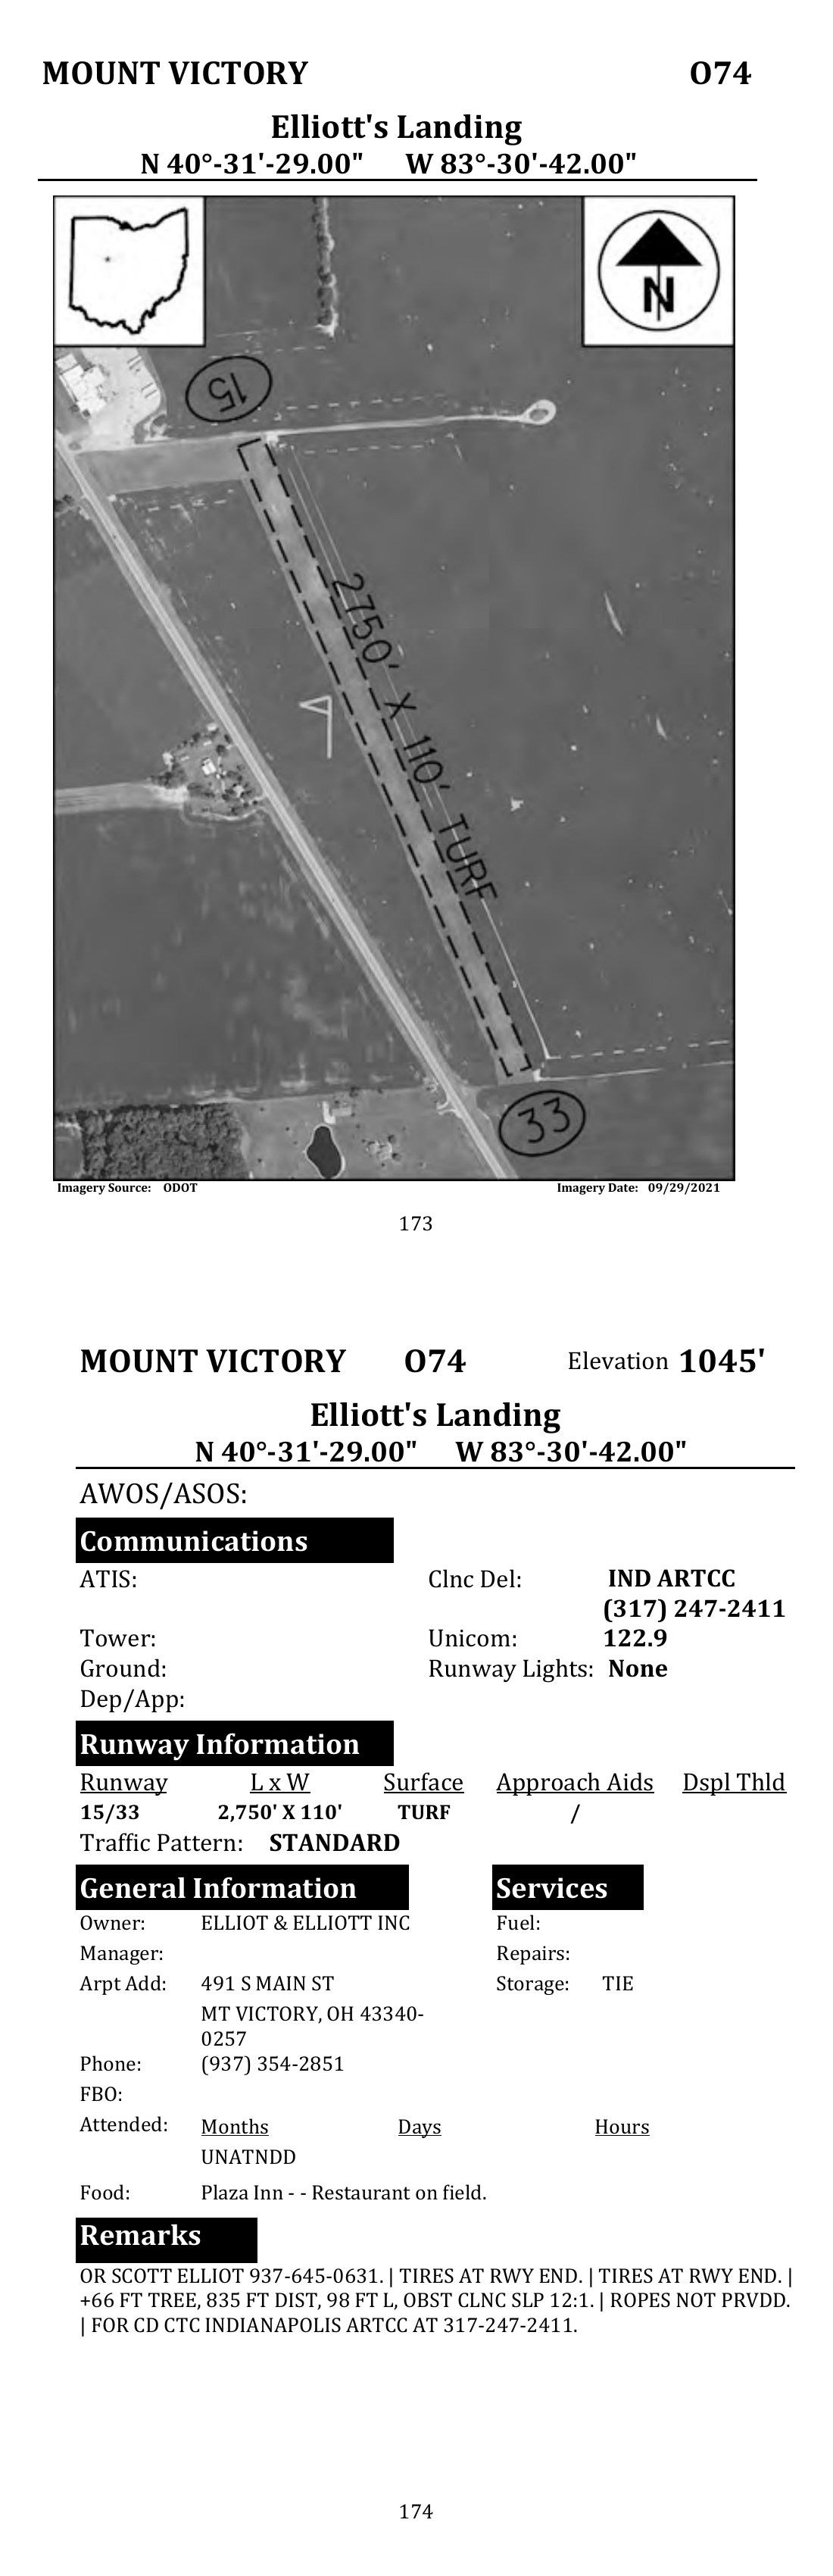 MOUNT VICTORY O74
Elliott's Landing
N 40°-31'-29.00" W 83°-30'-42.00"
N
15
2750' X 110' TURF
33
Imagery Source: ODOT Imagery Date: 09/29/2021
173
MOUNT VICTORY O74 Elevation 1045'
Elliott's Landing
N 40°-31'-29.00" W 83°-30'-42.00"
AWOS/ASOS:
Communications
ATIS: Clnc Del: IND ARTCC
(317) 247-2411
Tower: Unicom: 122.9
Ground: Runway Lights: None
Dep/App:
Runway Information
Runway L x W Surface Approach Aids Dspl Thld
15/33 2,750' X 110' TURF /
Traffic Pattern: STANDARD
General Information Services
Owner: ELLIOT & ELLIOTT INC Fuel:
Manager: Repairs:
Arpt Add: 491 S MAIN ST Storage: TIE
MT VICTORY, OH 43340-
0257
Phone: (937) 354-2851
FBO:
Attended: Months Days Hours
UNATNDD
Food: Plaza Inn - - Restaurant on field.
Remarks
OR SCOTT ELLIOT 937-645-0631. | TIRES AT RWY END. | TIRES AT RWY END. |
+66 FT TREE, 835 FT DIST, 98 FT L, OBST CLNC SLP 12:1. | ROPES NOT PRVDD.
| FOR CD CTC INDIANAPOLIS ARTCC AT 317-247-2411.
174